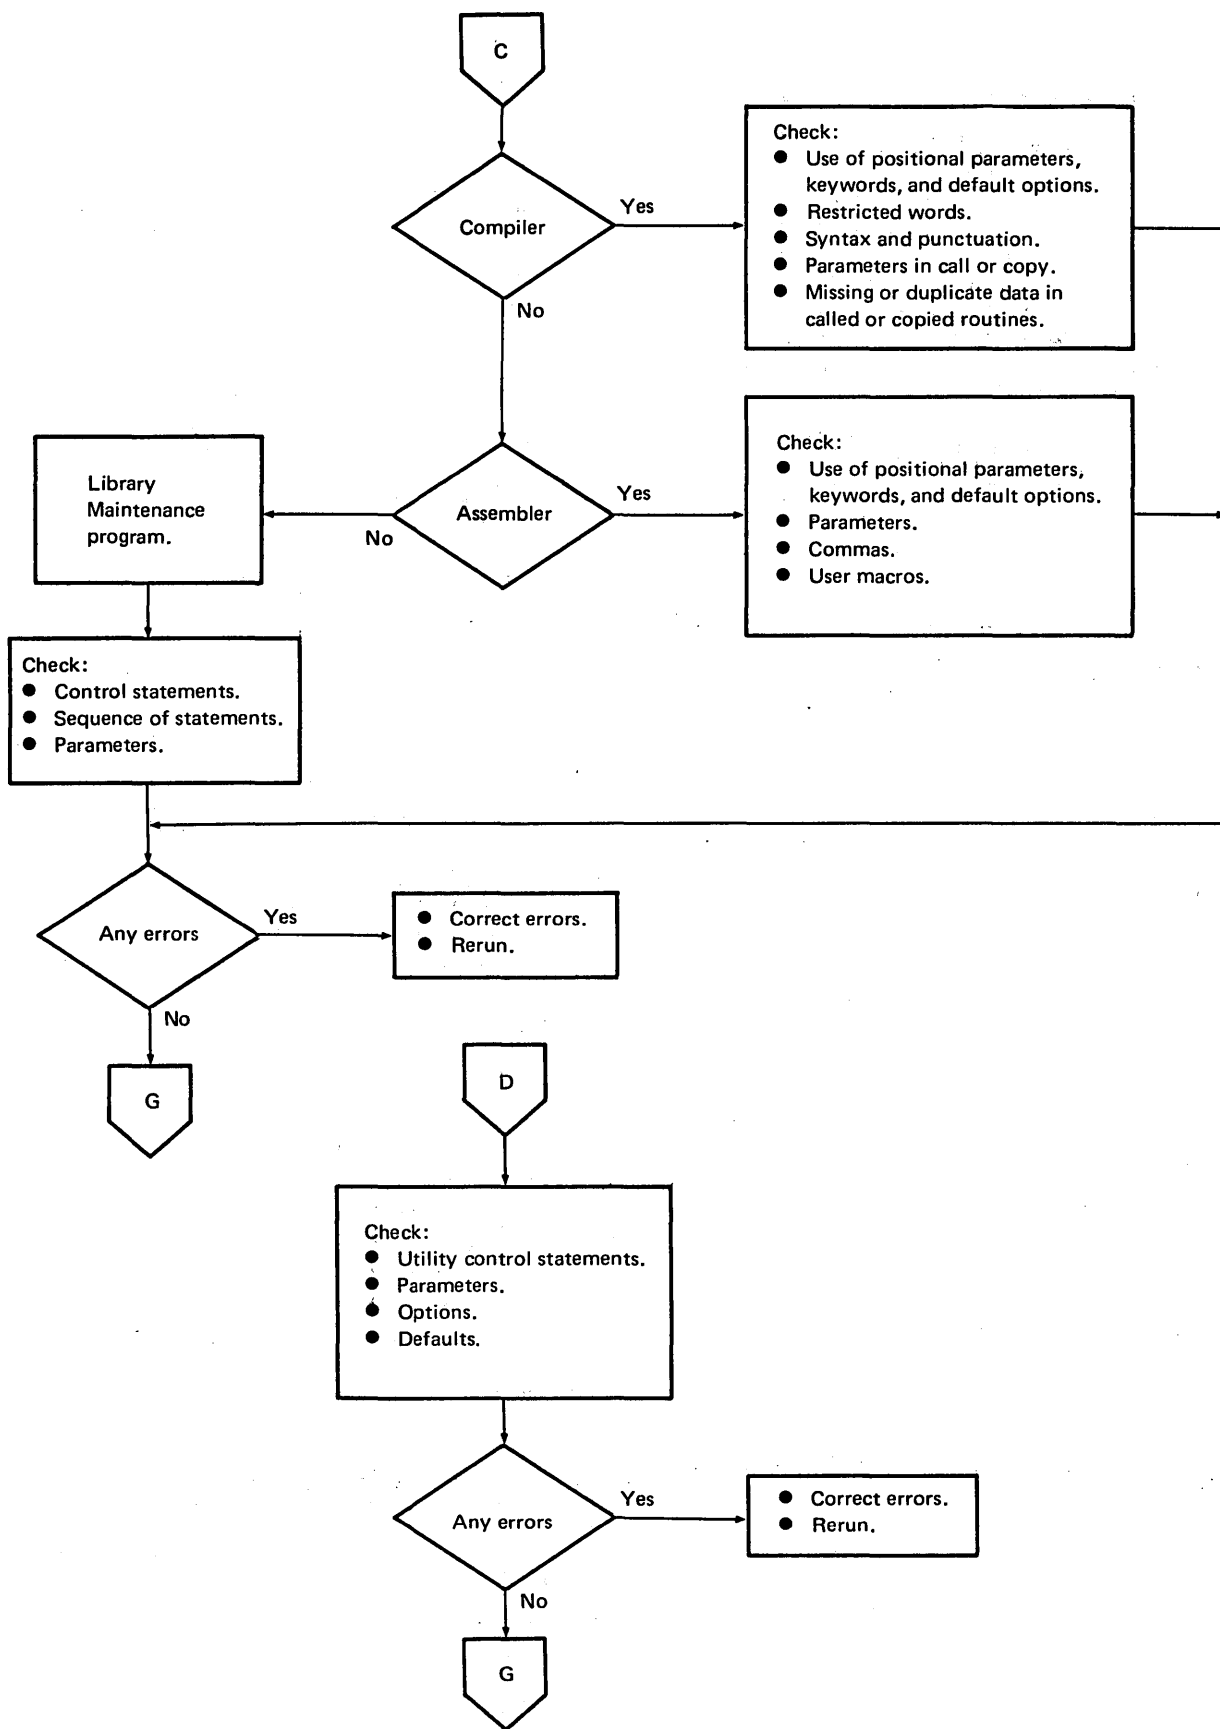 C
Compiler
Yes
No
Check:
● Use of positional parameters,
keywords, and default options.
● Restricted words.
● Syntax and punctuation.
● Parameters in call or copy.
● Missing or duplicate data in
called or copied routines.
Assembler
Yes
No
Check:
● Use of positional parameters,
keywords, and default options.
● Parameters.
● Commas.
● User macros.
Library
Maintenance
program.
Check:
● Control statements.
● Sequence of statements.
● Parameters.
Any errors
Yes
No
● Correct errors.
● Rerun.
G
D
Check:
● Utility control statements.
● Parameters.
● Options.
● Defaults.
Any errors
Yes
No
● Correct errors.
● Rerun.
G